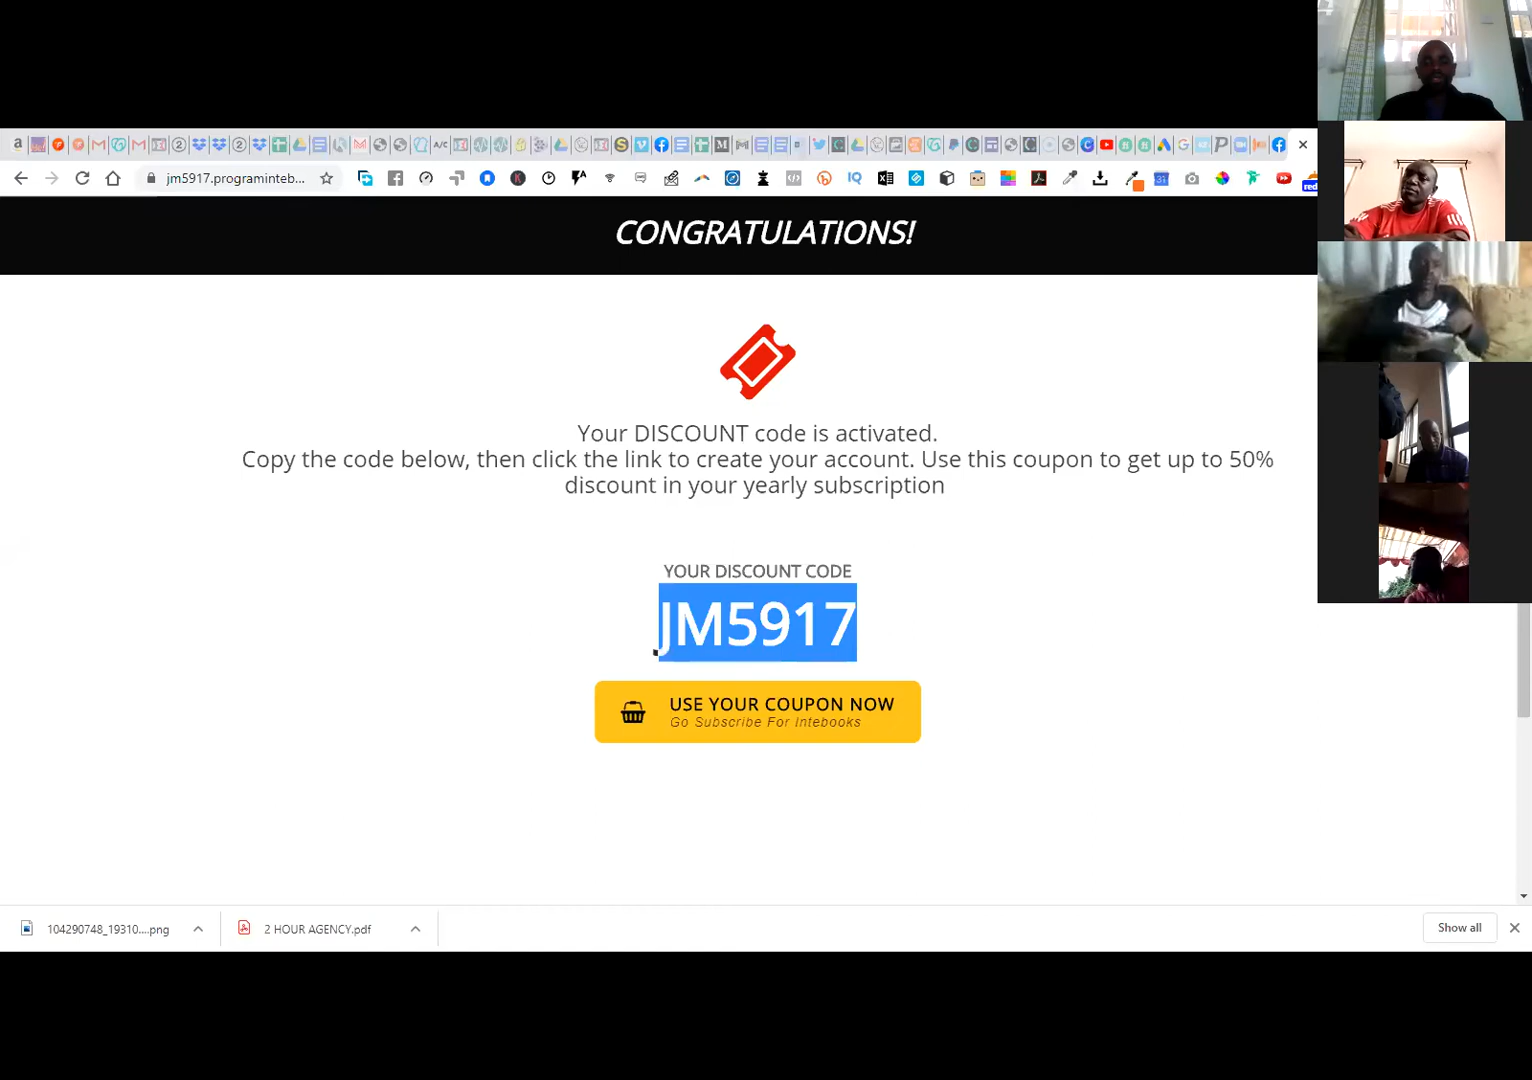 jm5917.programinteb...
CONGRATULATIONS!
Your DISCOUNT code is activated.
Copy the code below, then click the link to create your account. Use this coupon to get up to 50%
discount in your yearly subscription
YOUR DISCOUNT CODE
JM5917
USE YOUR COUPON NOW
Go Subscribe For Intebooks
104290748_19310....png
2 HOUR AGENCY.pdf
Show all